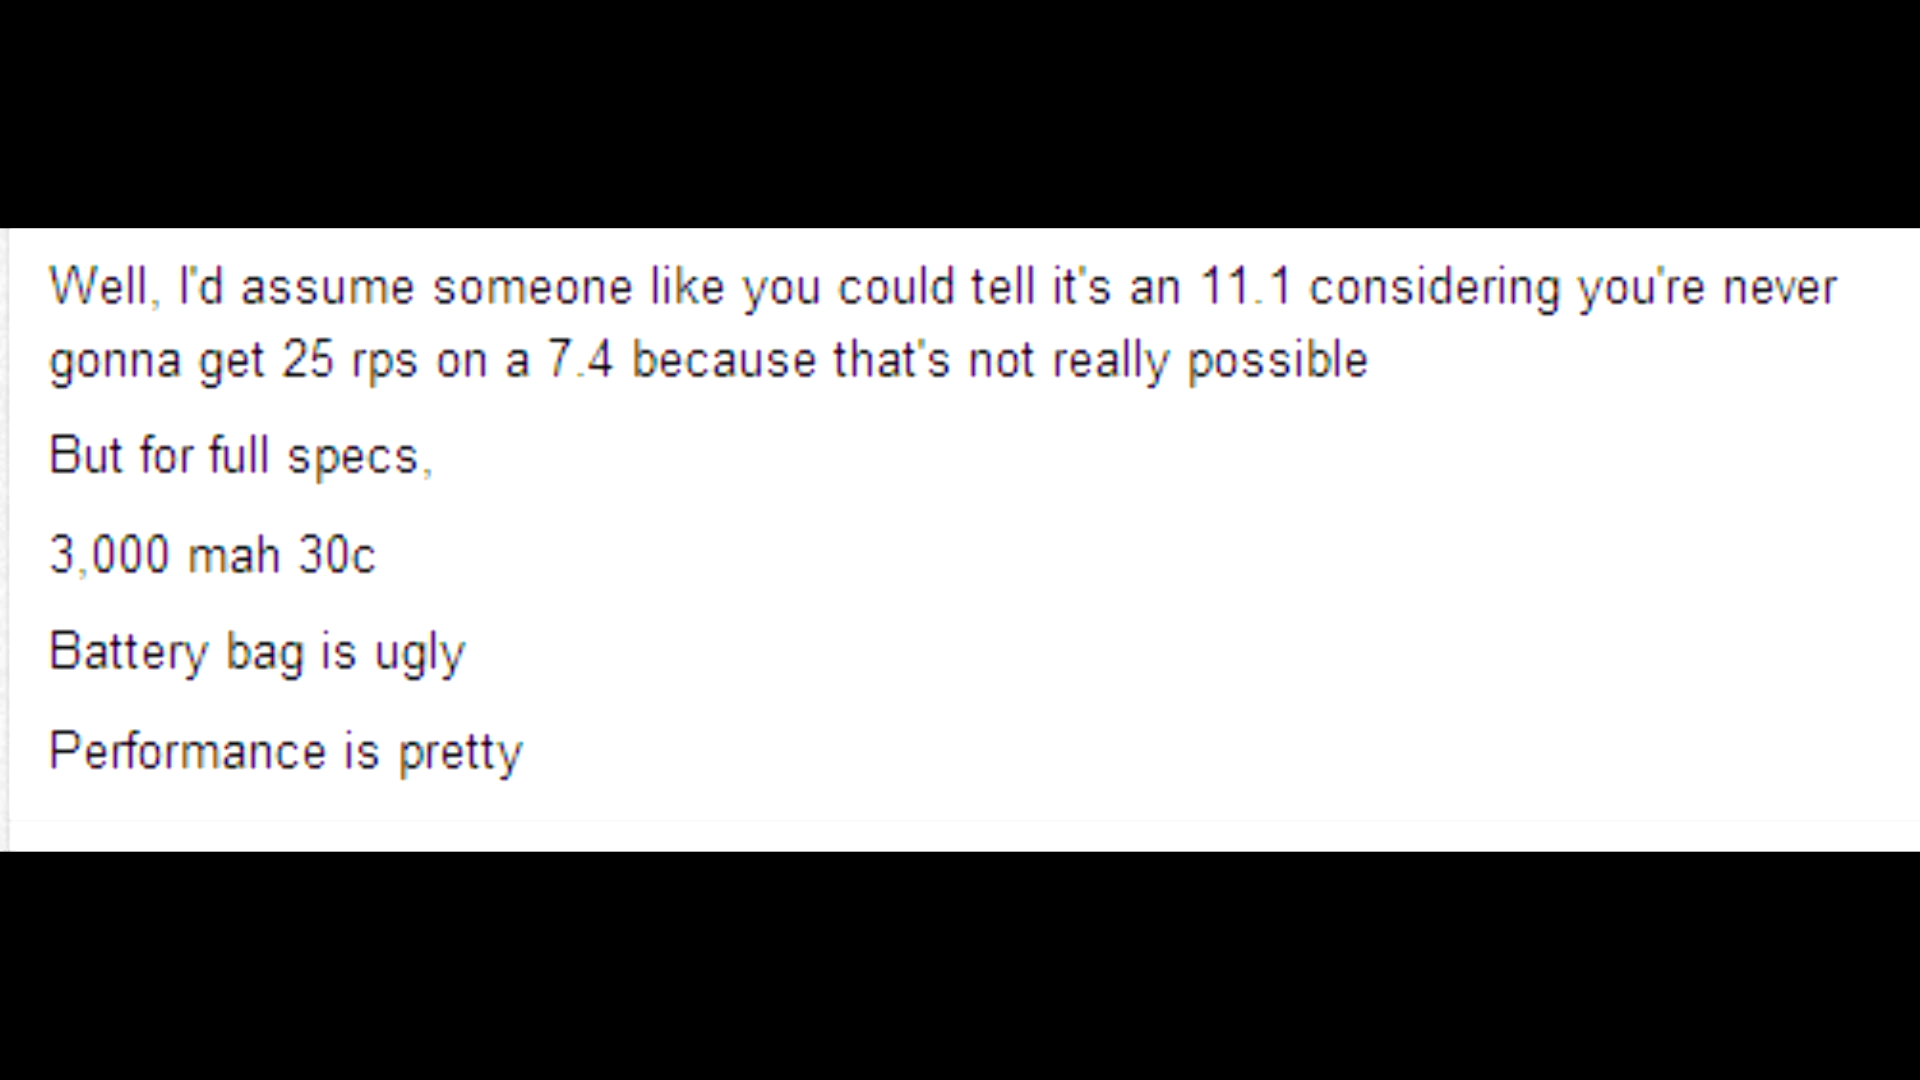 Well, I'd assume someone like you could tell it's an 11.1 considering you're never
gonna get 25 rps on a 7.4 because that's not really possible
But for full specs,
3,000 mah 30c
Battery bag is ugly
Performance is pretty